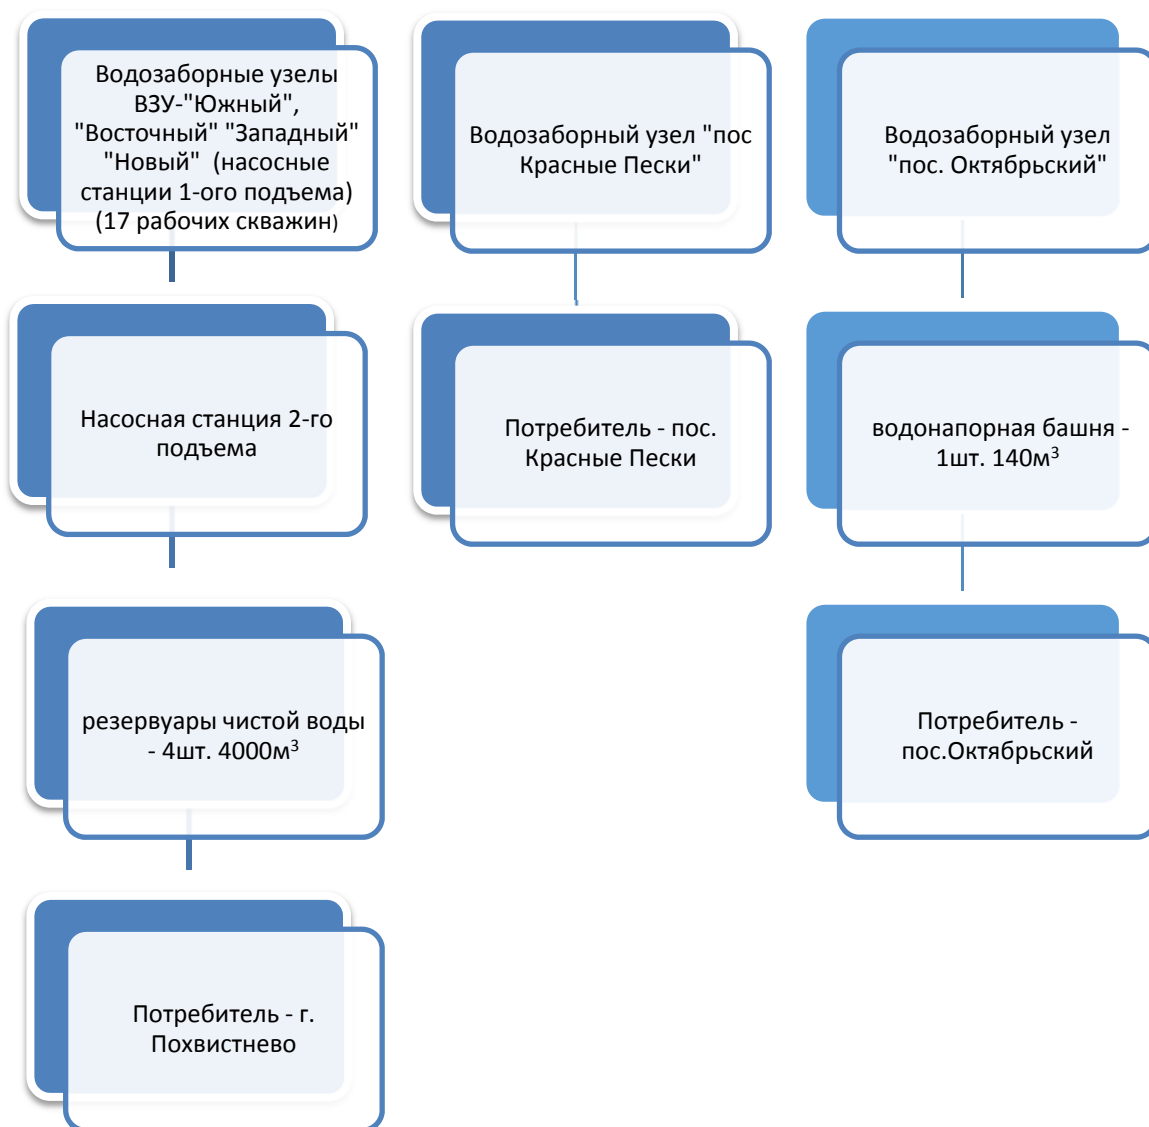 Водозаборные узелы
ВЗУ-"Южный",
"Восточный" "Западный"
"Новый" (насосные
станции 1-ого подъема)
(17 рабочих скважин)
Насосная станция 2-го
подъема
резервуары чистой воды
- 4шт. 4000м³
Потребитель - г.
Похвистнево
Водозаборный узел "пос
Красные Пески"
Потребитель - пос.
Красные Пески
Водозаборный узел
"пос. Октябрьский"
водонапорная башня -
1шт. 140м³
Потребитель -
пос.Октябрьский